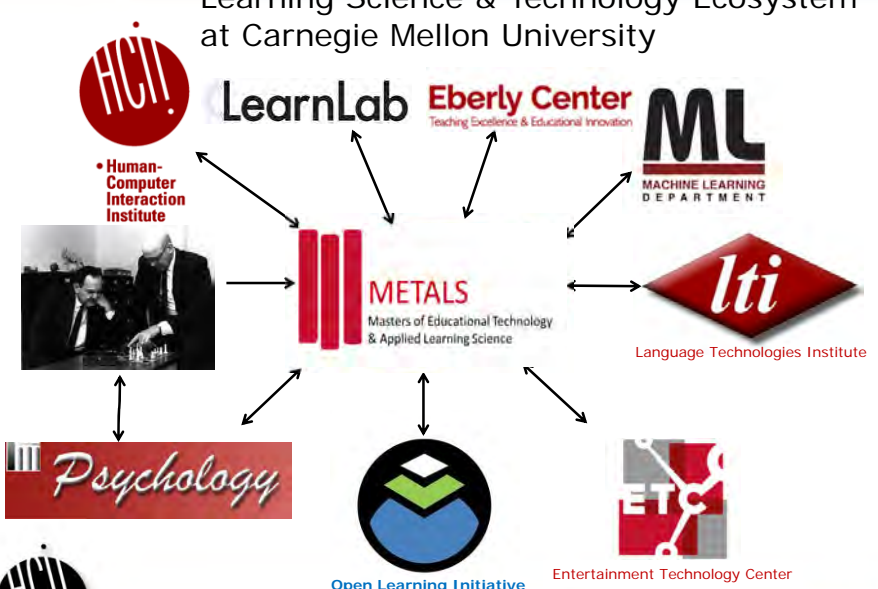 Learning Science & Technology Ecosystem
at Carnegie Mellon University
HCII
LearnLab
Eberly Center
Teaching Excellence & Educational Innovation
ML
MACHINE LEARNING
DEPARTMENT
• Human-
Computer
Interaction
Institute
METALS
Masters of Educational Technology
& Applied Learning Science
lti
Language Technologies Institute
Psychology
ETC
Open Learning Initiative
Entertainment Technology Center
HCII